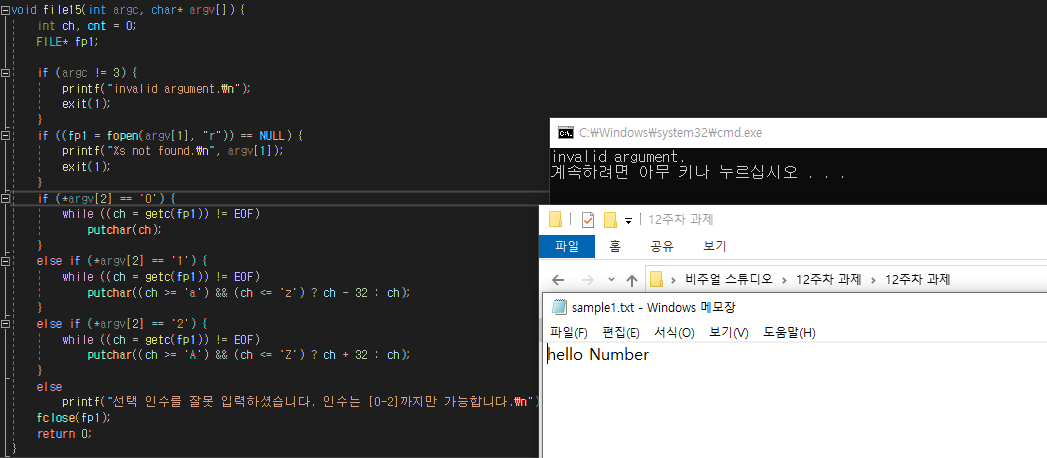 void file15(int argc, char* argv[]) {
int ch, cnt = 0;
FILE* fp1;
if (argc != 3) {
printf("invalid argument.₩n");
exit(1);
}
if ((fp1 = fopen(argv[1], "r")) == NULL) {
printf("%s not found.₩n", argv[1]);
exit(1);
}
if (*argv[2] == '0') {
while ((ch = getc(fp1)) != EOF)
putchar(ch);
}
else if (*argv[2] == '1') {
while ((ch = getc(fp1)) != EOF)
putchar((ch >= 'a') && (ch <= 'z') ? ch - 32 : ch);
}
else if (*argv[2] == '2') {
while ((ch = getc(fp1)) != EOF)
putchar((ch >= 'A') && (ch <= 'Z') ? ch + 32 : ch);
}
else
printf("선택 인수를 잘못 입력하셨습니다. 인수는 [0-2]까지만 가능합니다.₩n")
fclose(fp1);
return 0;
}
C:₩Windows₩system32₩cmd.exe
invalid argument.
계속하려면 아무 키나 누르십시오 . . .
12주차 과제
파일 홈 공유 보기
비주얼 스튜디오 > 12주차 과제 > 12주차 과제
sample1.txt - Windows 메모장
파일(F) 편집(E) 서식(O) 보기(V) 도움말(H)
hello Number